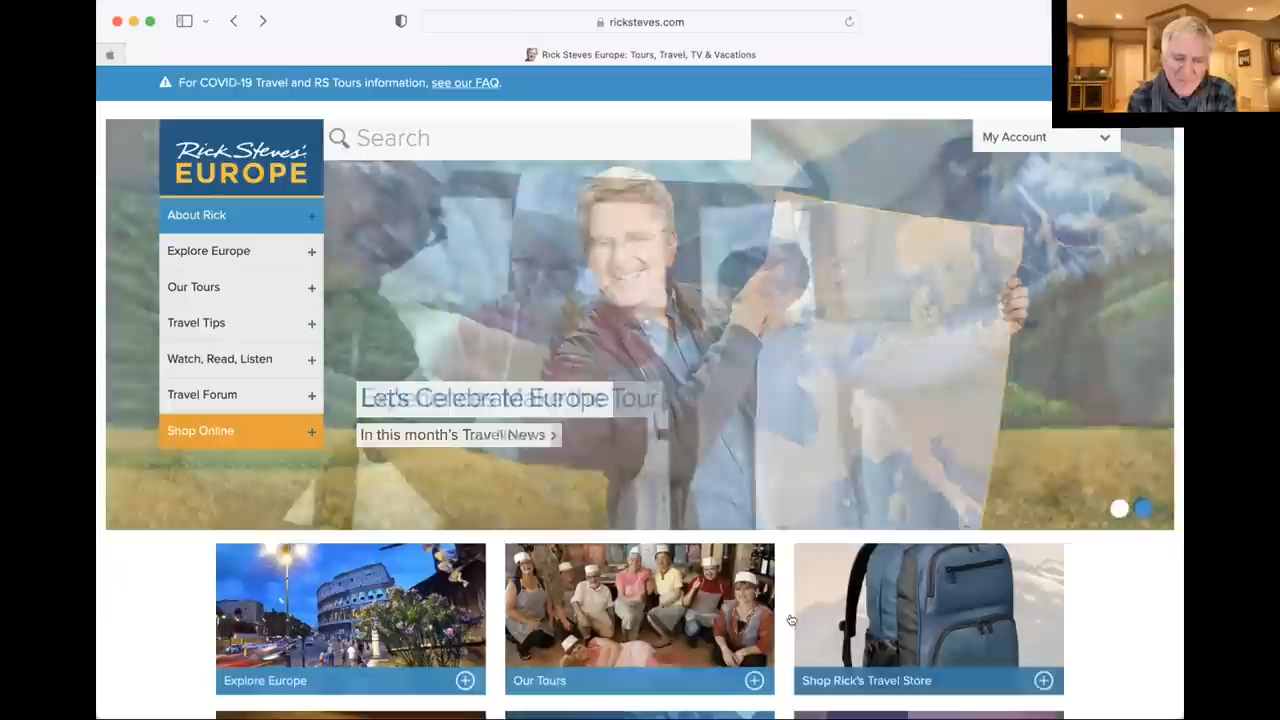 ricksteves.com
Rick Steves Europe: Tours, Travel, TV & Vacations
For COVID-19 Travel and RS Tours information, see our FAQ.
Rick Steves'
EUROPE
Search
My Account
About Rick
Explore Europe
Our Tours
Travel Tips
Watch, Read, Listen
Travel Forum
Shop Online
Let's Celebrate Europe Tour
In this month's Travel News >
Explore Europe
Our Tours
Shop Rick's Travel Store